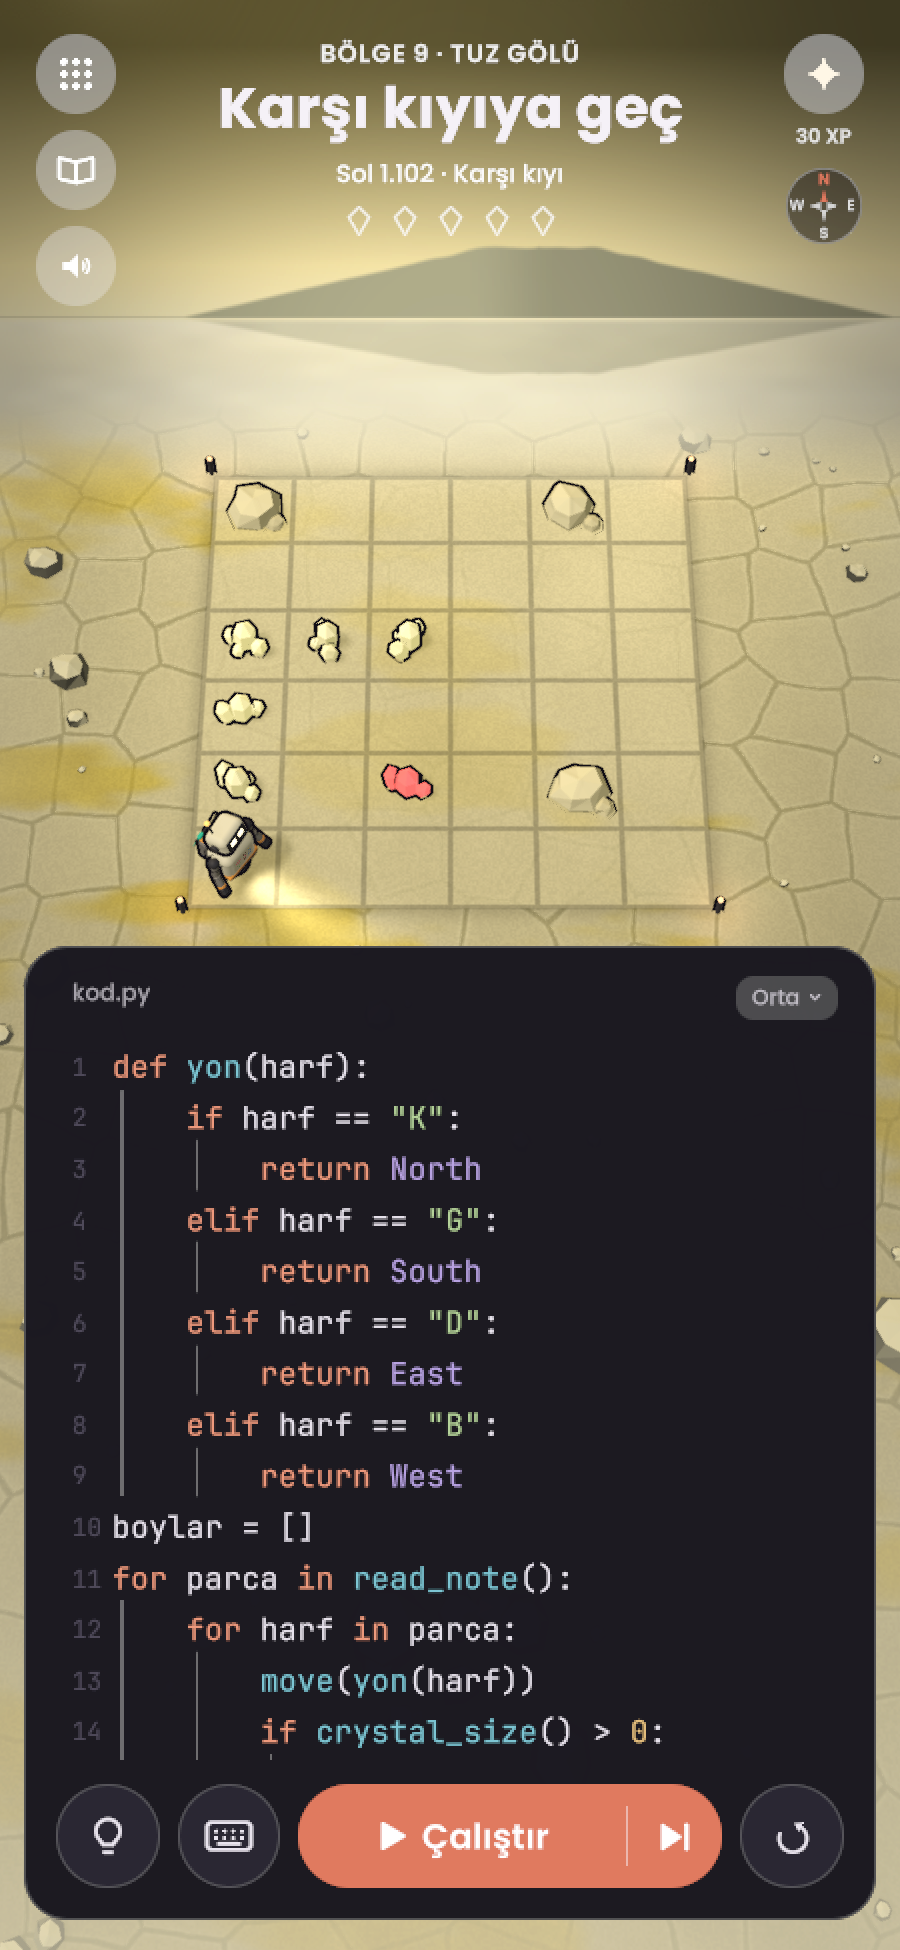 BÖLGE 9 · TUZ GÖLÜ
Karşı kıyıya geç
Sol 1.102 · Karşı kıyı
30 XP
N
W E
S
kod.py
Orta
1 def yon(harf):
2 if harf == "K":
3 return North
4 elif harf == "G":
5 return South
6 elif harf == "D":
7 return East
8 elif harf == "B":
9 return West
10 boylar = []
11 for parca in read_note():
12 for harf in parca:
13 move(yon(harf))
14 if crystal_size() > 0:
Çalıştır